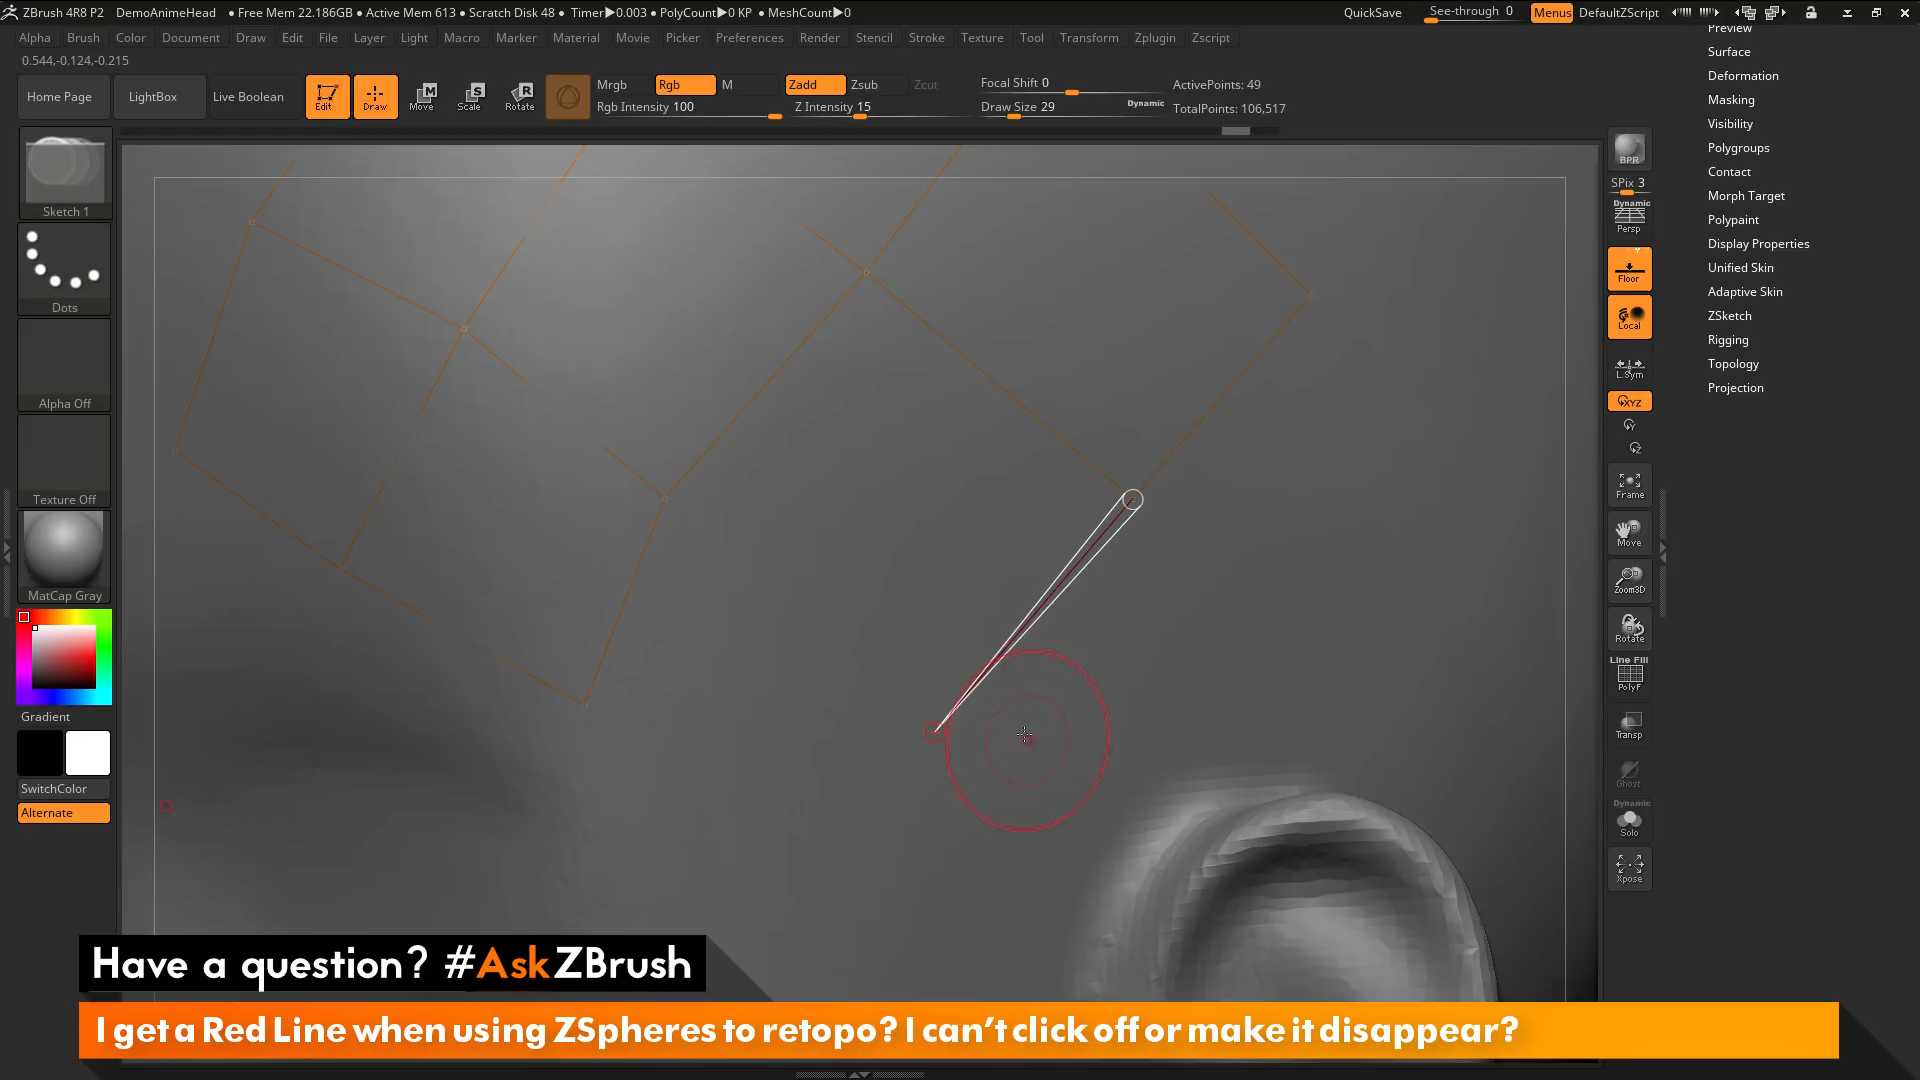 ZBrush 4R8 P2 DemoAnimeHead • Free Mem 22.186GB • Active Mem 613 • Scratch Disk 48 • Timer▶0.003 • PolyCount▶0 KP • MeshCount▶0 QuickSave See-through 0 Menus DefaultZScript
Alpha Brush Color Document Draw Edit File Layer Light Macro Marker Material Movie Picker Preferences Render Stencil Stroke Texture Tool Transform Zplugin Zscript
0.544,-0.124,-0.215
Home Page LightBox Live Boolean Edit Draw Move Scale Rotate
Mrgb Rgb M Zadd Zsub Zcut Focal Shift 0 ActivePoints: 49
Rgb Intensity 100 Z Intensity 15 Draw Size 29 Dynamic TotalPoints: 106,517
Sketch 1
Dots
Alpha Off
Texture Off
MatCap Gray
Gradient
SwitchColor
Alternate
BPR
SPix 3
Dynamic
Persp
Floor
Local
L.Sym
XYZ
Y
Z
Frame
Move
Zoom3D
Rotate
Line Fill
PolyF
Transp
Ghost
Dynamic
Solo
Xpose
Preview
Surface
Deformation
Masking
Visibility
Polygroups
Contact
Morph Target
Polypaint
Display Properties
Unified Skin
Adaptive Skin
ZSketch
Rigging
Topology
Projection
Have a question? #AskZBrush
I get a Red Line when using ZSpheres to retopo? I can't click off or make it disappear?